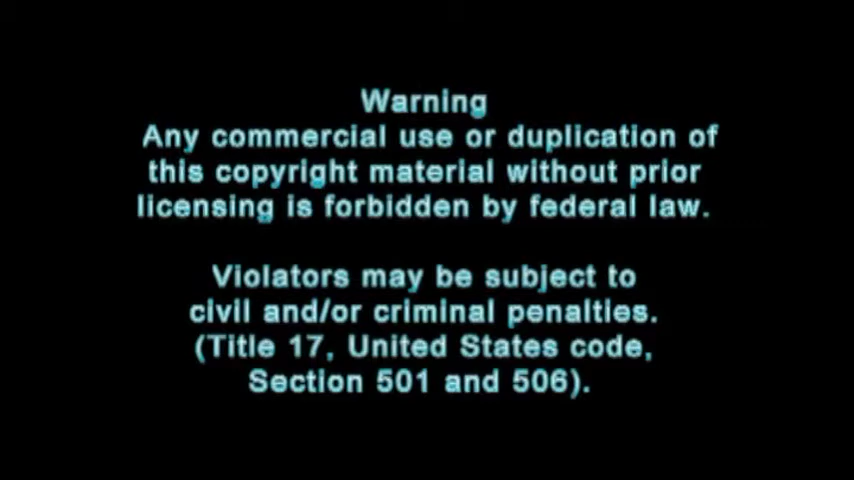 Warning
Any commercial use or duplication of
this copyright material without prior
licensing is forbidden by federal law.
Violators may be subject to
civil and/or criminal penalties.
(Title 17, United States code,
Section 501 and 506).